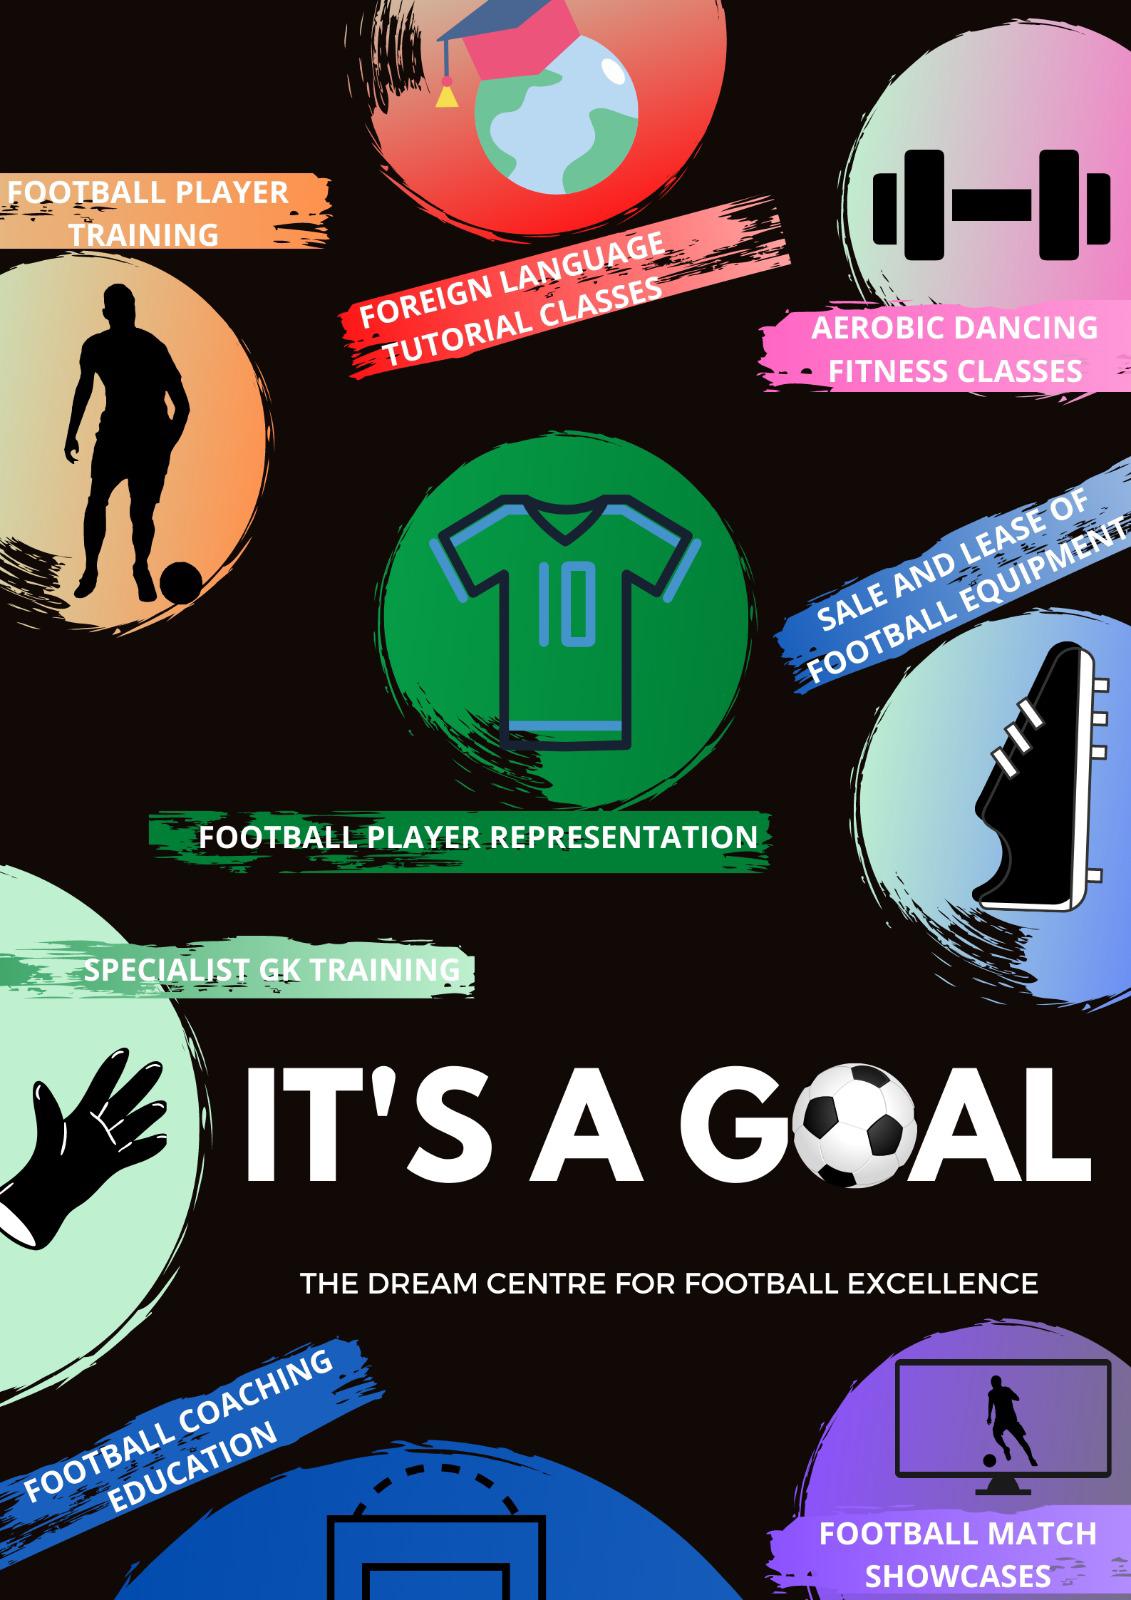 FOOTBALL PLAYER
TRAINING
FOREIGN LANGUAGE
TUTORIAL CLASSES
AEROBIC DANCING
FITNESS CLASSES
10
SALE AND LEASE OF
FOOTBALL EQUIPMENT
FOOTBALL PLAYER REPRESENTATION
SPECIALIST GK TRAINING
IT'S A GOAL
THE DREAM CENTRE FOR FOOTBALL EXCELLENCE
FOOTBALL COACHING
EDUCATION
FOOTBALL MATCH
SHOWCASES